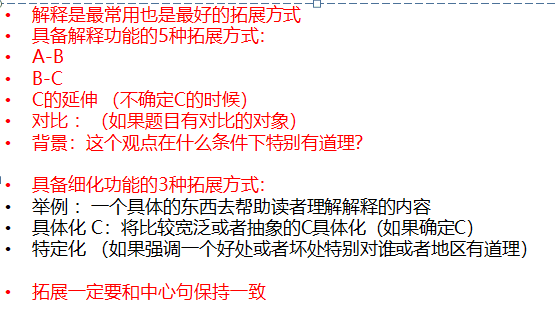 • 解释是最常用也是最好的拓展方式
• 具备解释功能的5种拓展方式:
• A-B
• B-C
• C的延伸 （不确定C的时候）
• 对比 ：（如果题目有对比的对象）
• 背景：这个观点在什么条件下特别有道理?
• 具备细化功能的3种拓展方式:
• 举例 ：一个具体的东西去帮助读者理解解释的内容
• 具体化 C：将比较宽泛或者抽象的C具体化（如果确定C）
• 特定化 （如果强调一个好处或者坏处特别对谁或者地区有道理）
• 拓展一定要和中心句保持一致